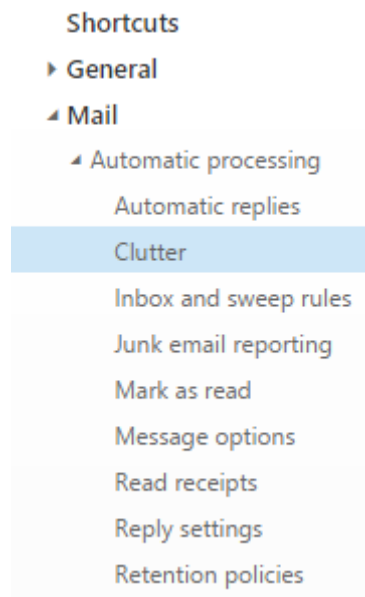 Shortcuts
General
Mail
Automatic processing
Automatic replies
Clutter
Inbox and sweep rules
Junk email reporting
Mark as read
Message options
Read receipts
Reply settings
Retention policies